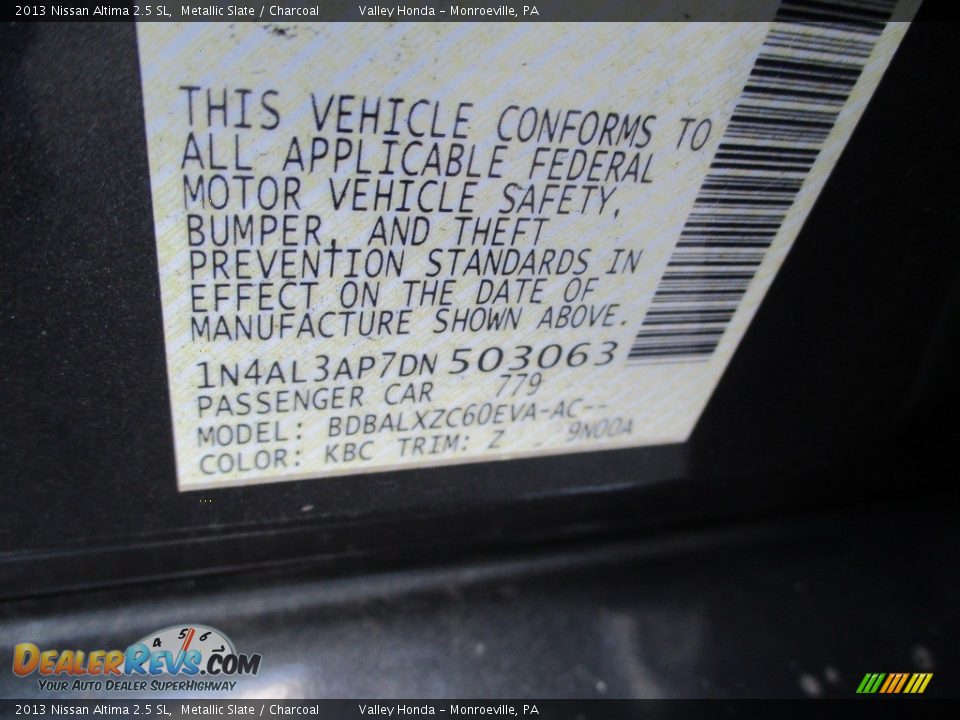 2013 Nissan Altima 2.5 SL, Metallic Slate / Charcoal Valley Honda - Monroeville, PA
THIS VEHICLE CONFORMS TO
ALL APPLICABLE FEDERAL
MOTOR VEHICLE SAFETY,
BUMPER, AND THEFT
PREVENTION STANDARDS IN
EFFECT ON THE DATE OF
MANUFACTURE SHOWN ABOVE.
1N4AL3AP7DN503063
PASSENGER CAR 779
MODEL: BDBALXZC60EVA-AC--
COLOR: KBC TRIM: Z - 9N00A
4 5 6
DEALERREVS.COM
YOUR AUTO DEALER SUPERHIGHWAY
2013 Nissan Altima 2.5 SL, Metallic Slate / Charcoal Valley Honda - Monroeville, PA